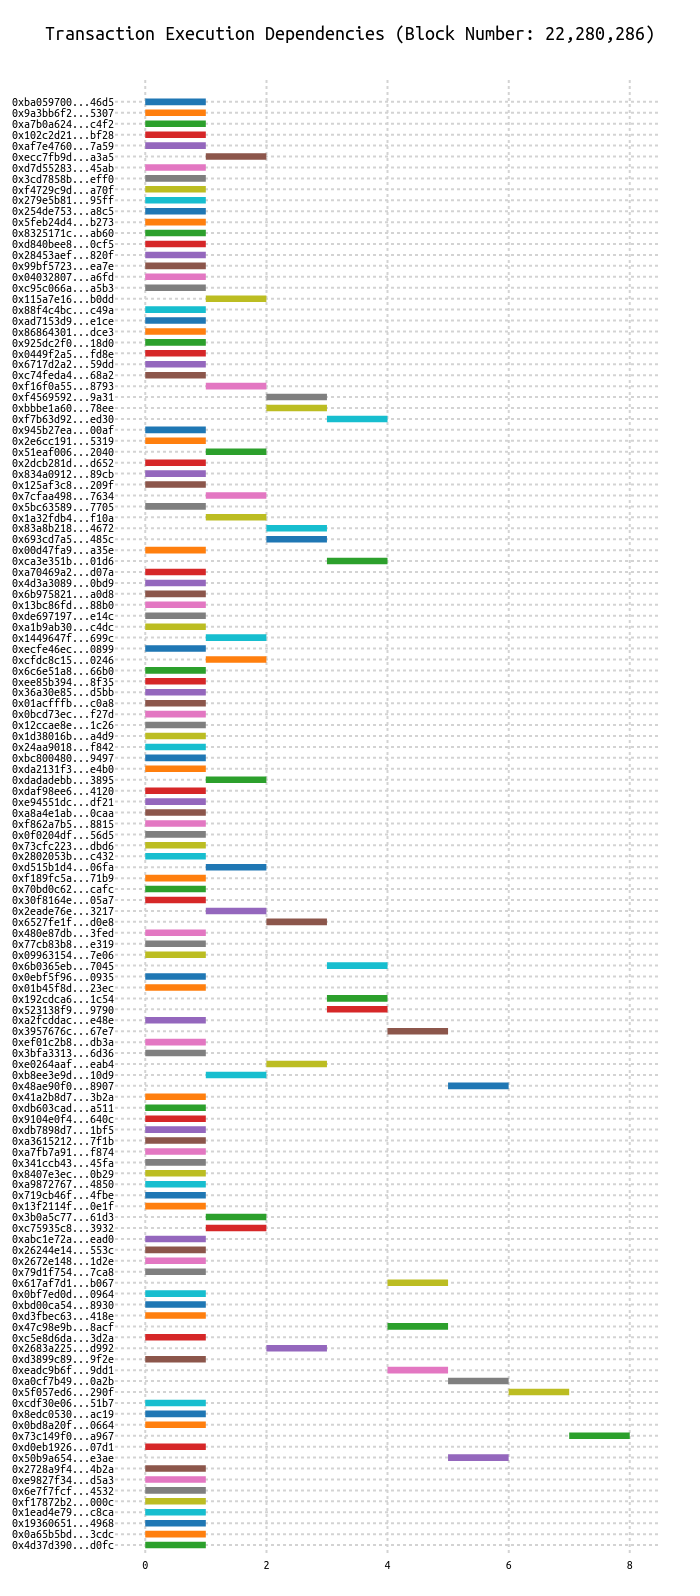 Transaction Execution Dependencies (Block Number: 22,280,286)
0xba059700...46d5
0x9a3bb6f2...5307
0xa7b0a624...c4f2
0x102c2d21...bf28
0xaf7e4760...7a59
0xecc7fb9d...a3a5
0xd7d55283...45ab
0x3cd7858b...eff0
0xf4729c9d...a70f
0x279e5b81...95ff
0x254de753...a8c5
0x5feb24d4...b273
0x8325171c...ab60
0xd840bee8...0cf5
0x28453aef...820f
0x99bf5723...ea7e
0x04032807...a6fd
0xc95c066a...a5b3
0x115a7e16...b0dd
0x88f4c4bc...c49a
0xad7153d9...e1ce
0x86864301...dce3
0x925dc2f0...18d0
0x0449f2a5...fd8e
0x6717d2a2...59dd
0xc74feda4...68a2
0xf16f0a55...8793
0xf4569592...9a31
0xbbbe1a60...78ee
0xf7b63d92...ed30
0x945b27ea...00af
0x2e6cc191...5319
0x51eaf006...2040
0x2dcb281d...d652
0x834a0912...89cb
0x125af3c8...209f
0x7cfaa498...7634
0x5bc63589...7705
0x1a32fdb4...f10a
0x83a8b218...4672
0x693cd7a5...485c
0x00d47fa9...a35e
0xca3e351b...01d6
0xa70469a2...d07a
0x4d3a3089...0bd9
0x6b975821...a0d8
0x13bc86fd...88b0
0xde697197...e14c
0xa1b9ab30...c4dc
0x1449647f...699c
0xecfe46ec...0899
0xcfdc8c15...0246
0x6c6e51a8...66b0
0xee85b394...8f35
0x36a30e85...d5bb
0x01acfffb...c0a8
0x0bcd73ec...f27d
0x12ccae8e...1c26
0x1d38016b...a4d9
0x24aa9018...f842
0xbc800480...9497
0xda2131f3...e4b0
0xdadadebb...3895
0xdaf98ee6...4120
0xe94551dc...df21
0xa8a4e1ab...0caa
0xf862a7b5...8815
0x0f0204df...56d5
0x73cfc223...dbd6
0x2802053b...c432
0xd515b1d4...06fa
0xf189fc5a...71b9
0x70bd0c62...cafc
0x30f8164e...05a7
0x2eade76e...3217
0x6527fe1f...d0e8
0x480e87db...3fed
0x77cb83b8...e319
0x09963154...7e06
0x6b0365eb...7045
0x0ebf5f96...0935
0x01b45f8d...23ec
0x192cdca6...1c54
0x523138f9...9790
0xa2fcddac...e48e
0x3957676c...67e7
0xef01c2b8...db3a
0x3bfa3313...6d36
0xe0264aaf...eab4
0xb8ee3e9d...10d9
0x48ae90f0...8907
0x41a2b8d7...3b2a
0xdb603cad...a511
0x9104e0f4...640c
0xdb7898d7...1bf5
0xa3615212...7f1b
0xa7fb7a91...f874
0x341ccb43...45fa
0x8407e3ec...0b29
0xa9872767...4850
0x719cb46f...4fbe
0x13f2114f...0e1f
0x3b0a5c77...61d3
0xc75935c8...3932
0xabc1e72a...ead0
0x26244e14...553c
0x2672e148...1d2e
0x79d1f754...7ca8
0x617af7d1...b067
0x0bf7ed0d...0964
0xbd00ca54...8930
0xd3fbec63...418e
0x47c98e9b...8acf
0xc5e8d6da...3d2a
0x2683a225...d992
0xd3899c89...9f2e
0xeadc9b6f...9dd1
0xa0cf7b49...0a2b
0x5f057ed6...290f
0xcdf30e06...51b7
0x8edc0530...ac19
0x0bd8a20f...0664
0x73c149f0...a967
0xd0eb1926...07d1
0x50b9a654...e3ae
0x2728a9f4...4b2a
0xe9827f34...d5a3
0x6e7f7fcf...4532
0xf17872b2...000c
0x1ead4e79...c8ca
0x19360651...4968
0x0a65b5bd...3cdc
0x4d37d390...d0fc
0 2 4 6 8